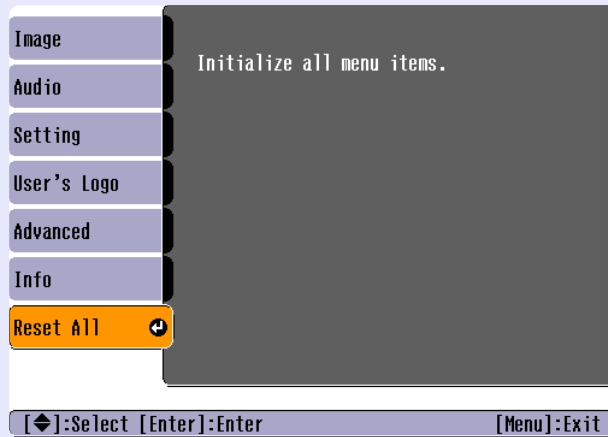 Image
Audio
Setting
User's Logo
Advanced
Info
Reset All
Initialize all menu items.
[◆]:Select [Enter]:Enter [Menu]:Exit